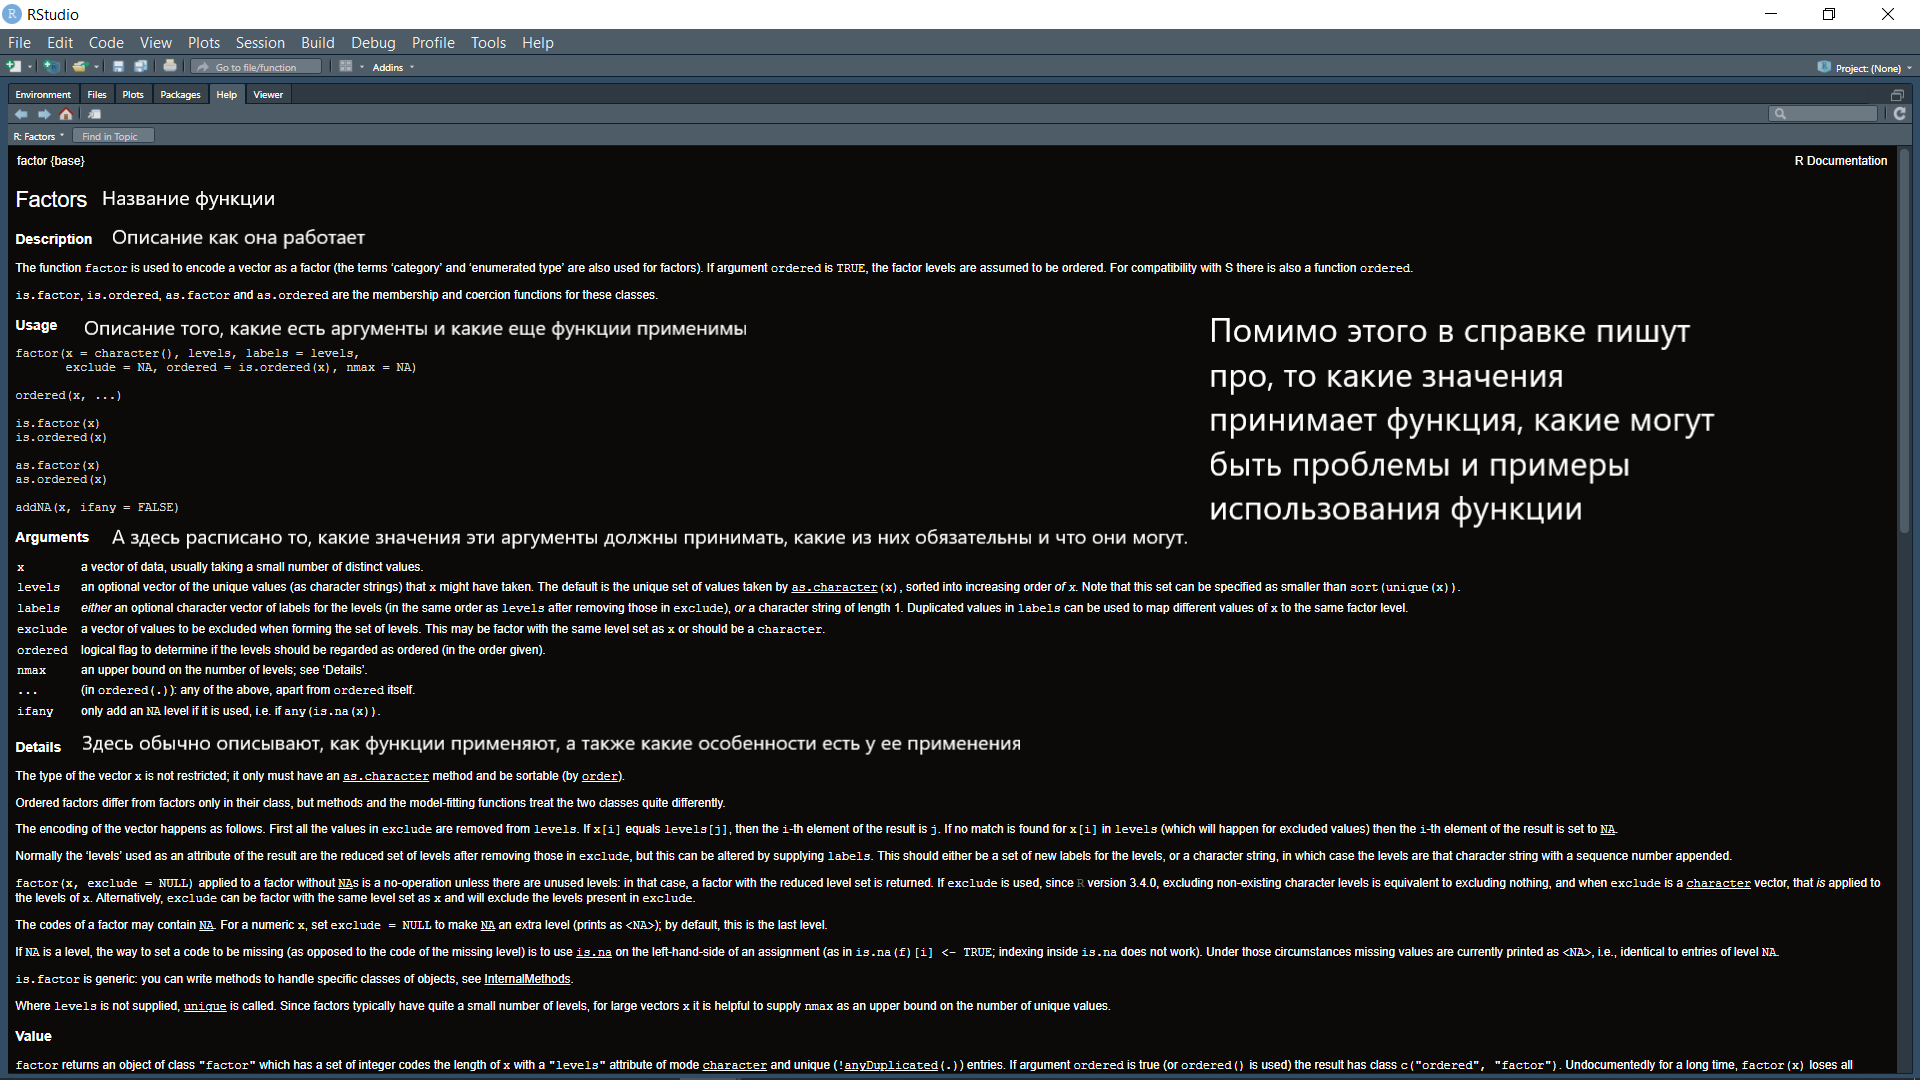 RStudio
File Edit Code View Plots Session Build Debug Profile Tools Help
Go to file/function Addins Project: (None)
Environment Files Plots Packages Help Viewer
R: Factors Find in Topic
factor {base} R Documentation
Factors Название функции
Description Описание как она работает
The function factor is used to encode a vector as a factor (the terms ‘category’ and ‘enumerated type’ are also used for factors). If argument ordered is TRUE, the factor levels are assumed to be ordered. For compatibility with S there is also a function ordered.
is.factor, is.ordered, as.factor and as.ordered are the membership and coercion functions for these classes.
Usage Описание того, какие есть аргументы и какие еще функции применимы
factor(x = character(), levels, labels = levels,
exclude = NA, ordered = is.ordered(x), nmax = NA)
ordered(x, ...)
is.factor(x)
is.ordered(x)
as.factor(x)
as.ordered(x)
addNA(x, ifany = FALSE)
Помимо этого в справке пишут
про, то какие значения
принимает функция, какие могут
быть проблемы и примеры
использования функции
Arguments А здесь расписано то, какие значения эти аргументы должны принимать, какие из них обязательны и что они могут.
x a vector of data, usually taking a small number of distinct values.
levels an optional vector of the unique values (as character strings) that x might have taken. The default is the unique set of values taken by as.character(x), sorted into increasing order of x. Note that this set can be specified as smaller than sort(unique(x)).
labels either an optional character vector of labels for the levels (in the same order as levels after removing those in exclude), or a character string of length 1. Duplicated values in labels can be used to map different values of x to the same factor level.
exclude a vector of values to be excluded when forming the set of levels. This may be factor with the same level set as x or should be a character.
ordered logical flag to determine if the levels should be regarded as ordered (in the order given).
nmax an upper bound on the number of levels; see ‘Details’.
... (in ordered(.)): any of the above, apart from ordered itself.
ifany only add an NA level if it is used, i.e. if any(is.na(x)).
Details Здесь обычно описывают, как функции применяют, а также какие особенности есть у ее применения
The type of the vector x is not restricted; it only must have an as.character method and be sortable (by order).
Ordered factors differ from factors only in their class, but methods and the model-fitting functions treat the two classes quite differently.
The encoding of the vector happens as follows. First all the values in exclude are removed from levels. If x[i] equals levels[j], then the i-th element of the result is j. If no match is found for x[i] in levels (which will happen for excluded values) then the i-th element of the result is set to NA.
Normally the ‘levels’ used as an attribute of the result are the reduced set of levels after removing those in exclude, but this can be altered by supplying labels. This should either be a set of new labels for the levels, or a character string, in which case the levels are that character string with a sequence number appended.
factor(x, exclude = NULL) applied to a factor without NAs is a no-operation unless there are unused levels: in that case, a factor with the reduced level set is returned. If exclude is used, since R version 3.4.0, excluding non-existing character levels is equivalent to excluding nothing, and when exclude is a character vector, that is applied to
the levels of x. Alternatively, exclude can be factor with the same level set as x and will exclude the levels present in exclude.
The codes of a factor may contain NA. For a numeric x, set exclude = NULL to make NA an extra level (prints as <NA>); by default, this is the last level.
If NA is a level, the way to set a code to be missing (as opposed to the code of the missing level) is to use is.na on the left-hand-side of an assignment (as in is.na(f)[i] <- TRUE; indexing inside is.na does not work). Under those circumstances missing values are currently printed as <NA>, i.e., identical to entries of level NA.
is.factor is generic: you can write methods to handle specific classes of objects, see InternalMethods.
Where levels is not supplied, unique is called. Since factors typically have quite a small number of levels, for large vectors x it is helpful to supply nmax as an upper bound on the number of unique values.
Value
factor returns an object of class "factor" which has a set of integer codes the length of x with a "levels" attribute of mode character and unique (!anyDuplicated(.)) entries. If argument ordered is true (or ordered() is used) the result has class c("ordered", "factor"). Undocumentedly for a long time, factor(x) loses all